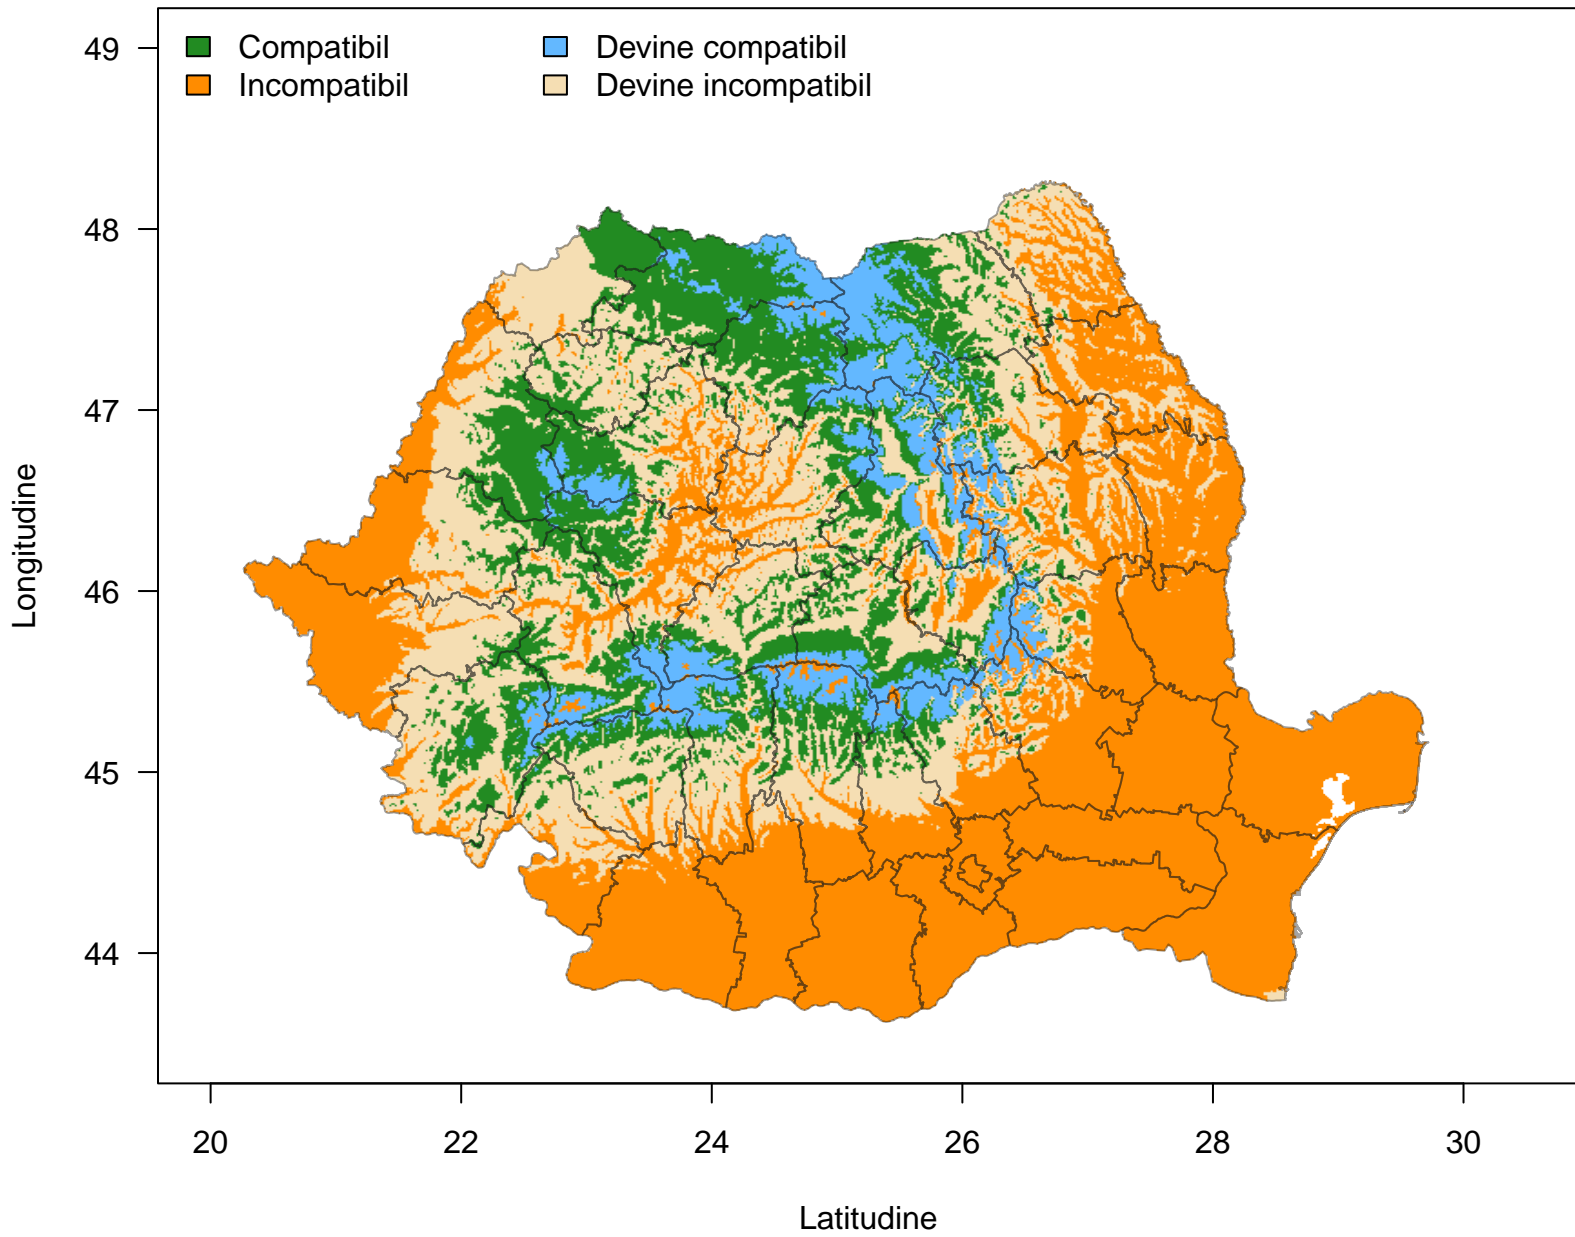 Compatibil
Incompatibil
Devine compatibil
Devine incompatibil
49
48
47
46
45
44
Longitudine
20 22 24 26 28 30
Latitudine